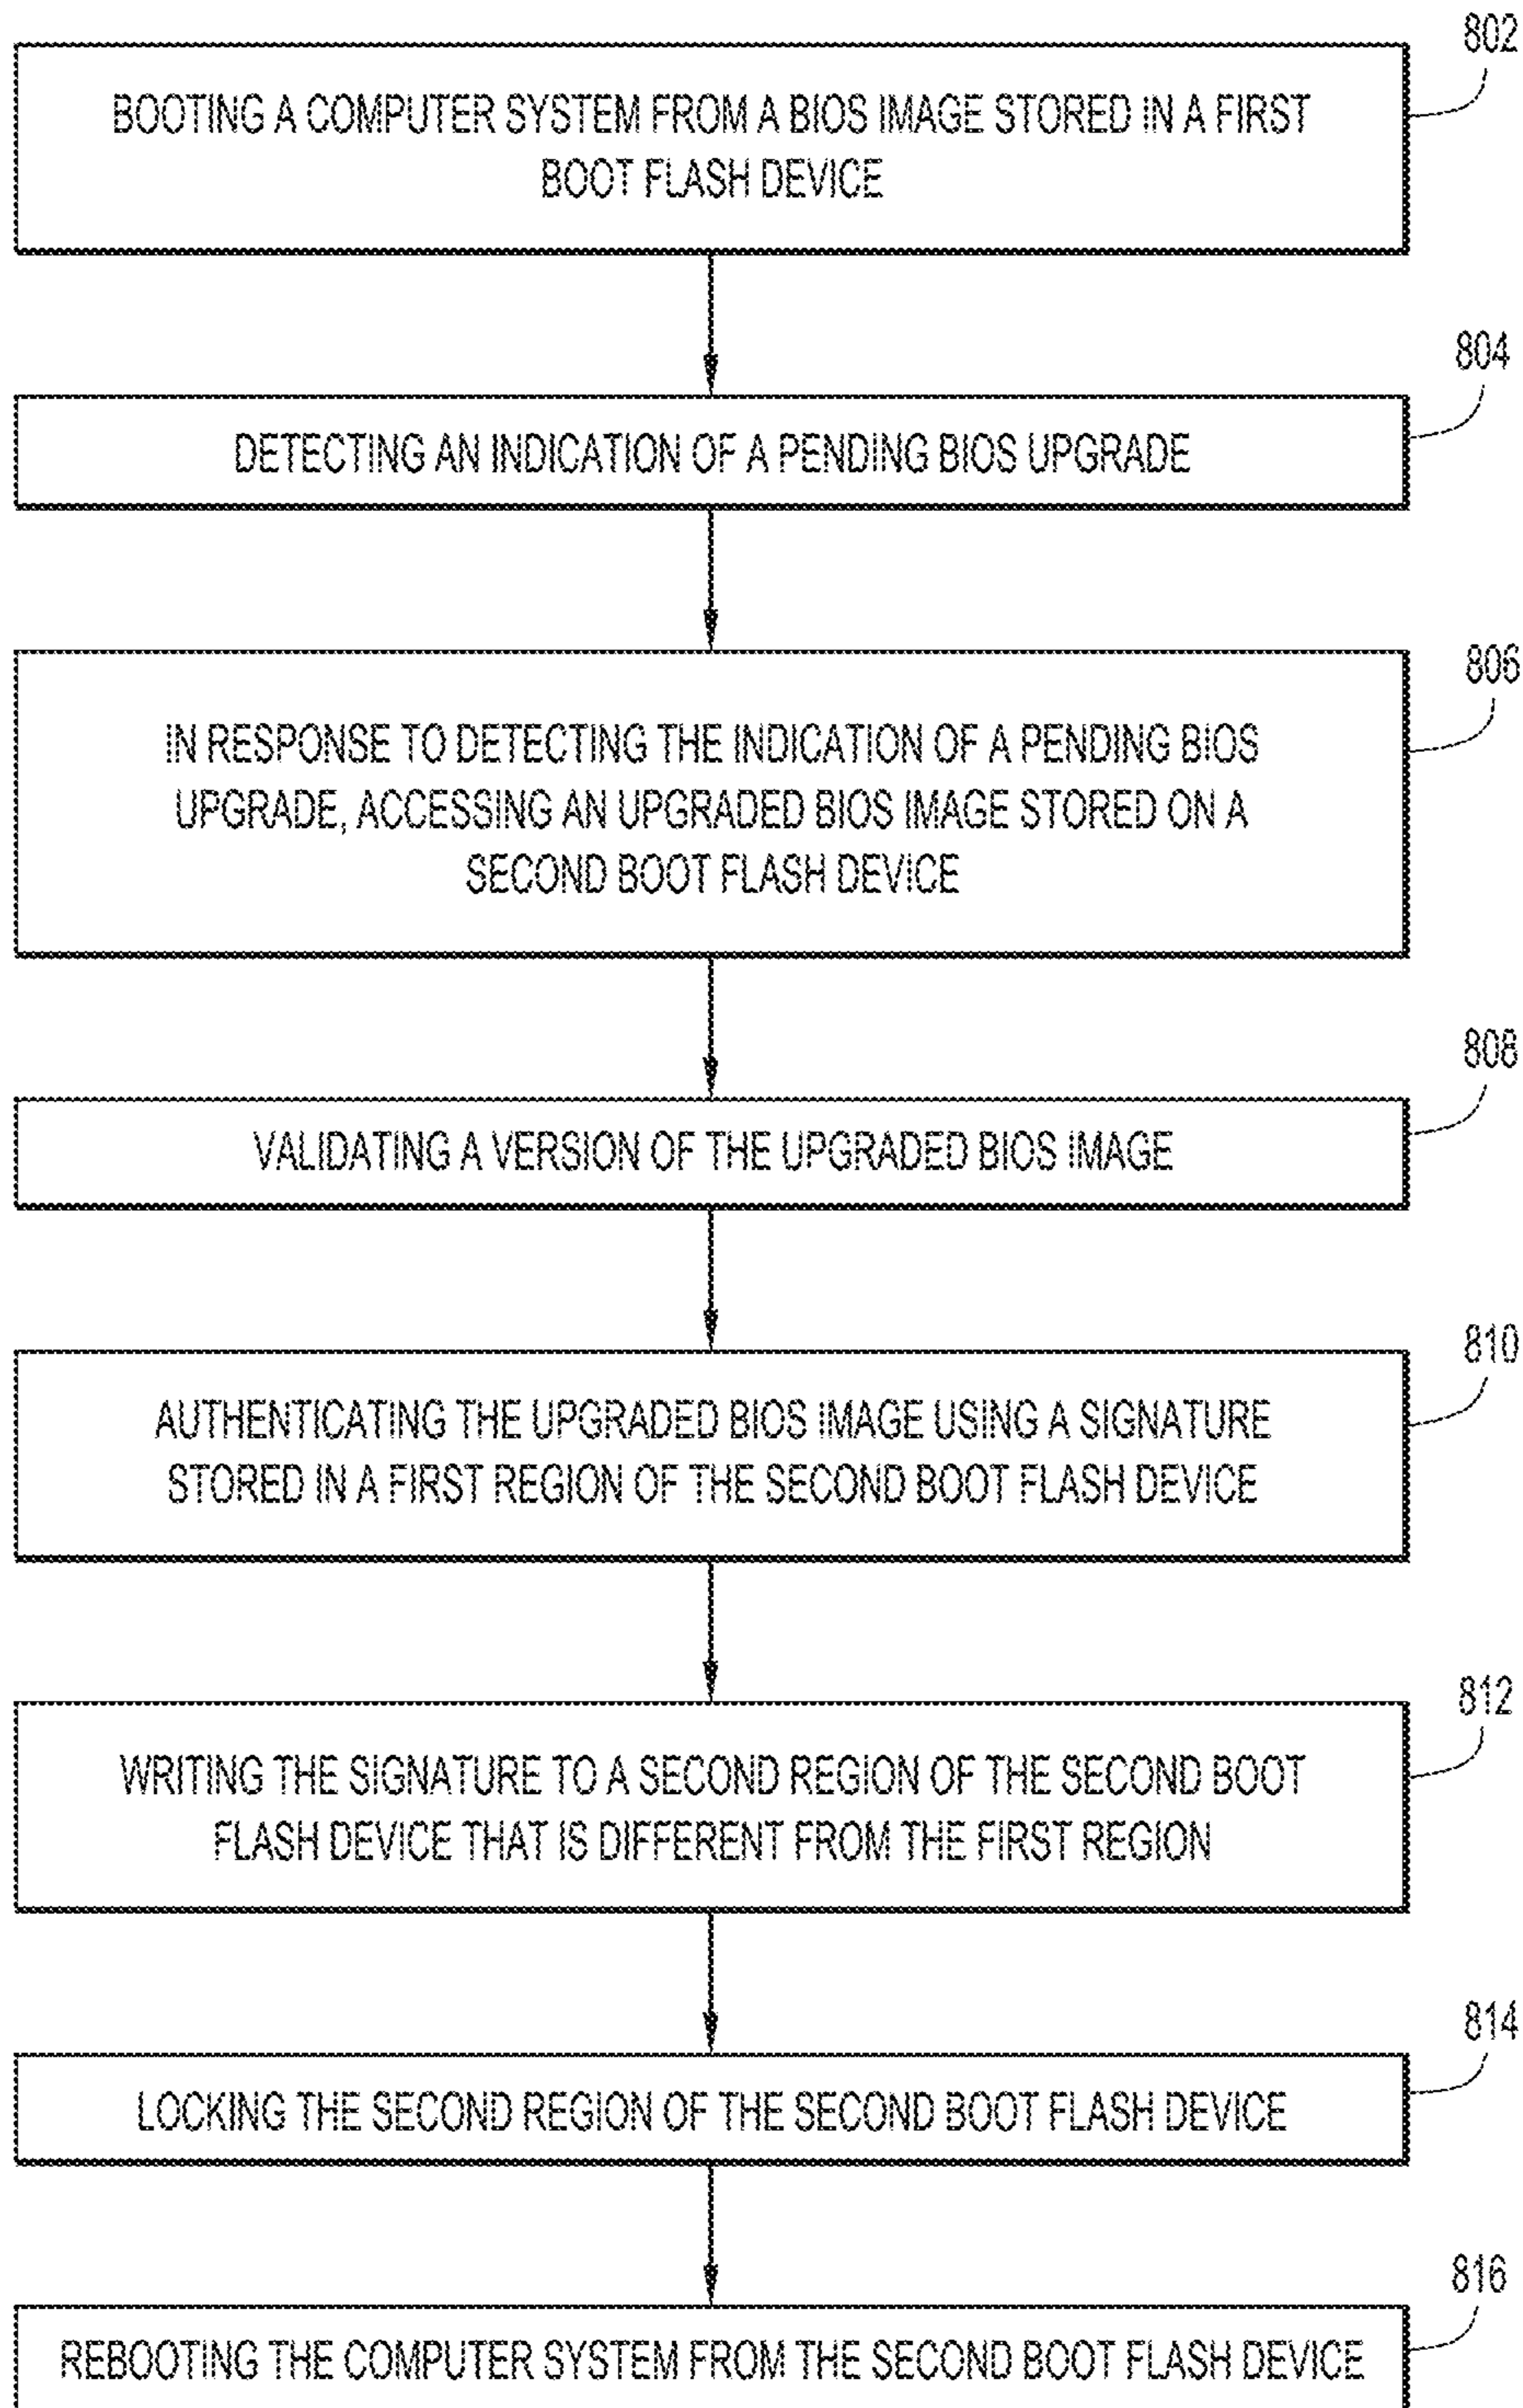 802
BOOTING A COMPUTER SYSTEM FROM A BIOS IMAGE STORED IN A FIRST
BOOT FLASH DEVICE
804
DETECTING AN INDICATION OF A PENDING BIOS UPGRADE
806
IN RESPONSE TO DETECTING THE INDICATION OF A PENDING BIOS
UPGRADE, ACCESSING AN UPGRADED BIOS IMAGE STORED ON A
SECOND BOOT FLASH DEVICE
808
VALIDATING A VERSION OF THE UPGRADED BIOS IMAGE
810
AUTHENTICATING THE UPGRADED BIOS IMAGE USING A SIGNATURE
STORED IN A FIRST REGION OF THE SECOND BOOT FLASH DEVICE
812
WRITING THE SIGNATURE TO A SECOND REGION OF THE SECOND BOOT
FLASH DEVICE THAT IS DIFFERENT FROM THE FIRST REGION
814
LOCKING THE SECOND REGION OF THE SECOND BOOT FLASH DEVICE
816
REBOOTING THE COMPUTER SYSTEM FROM THE SECOND BOOT FLASH DEVICE